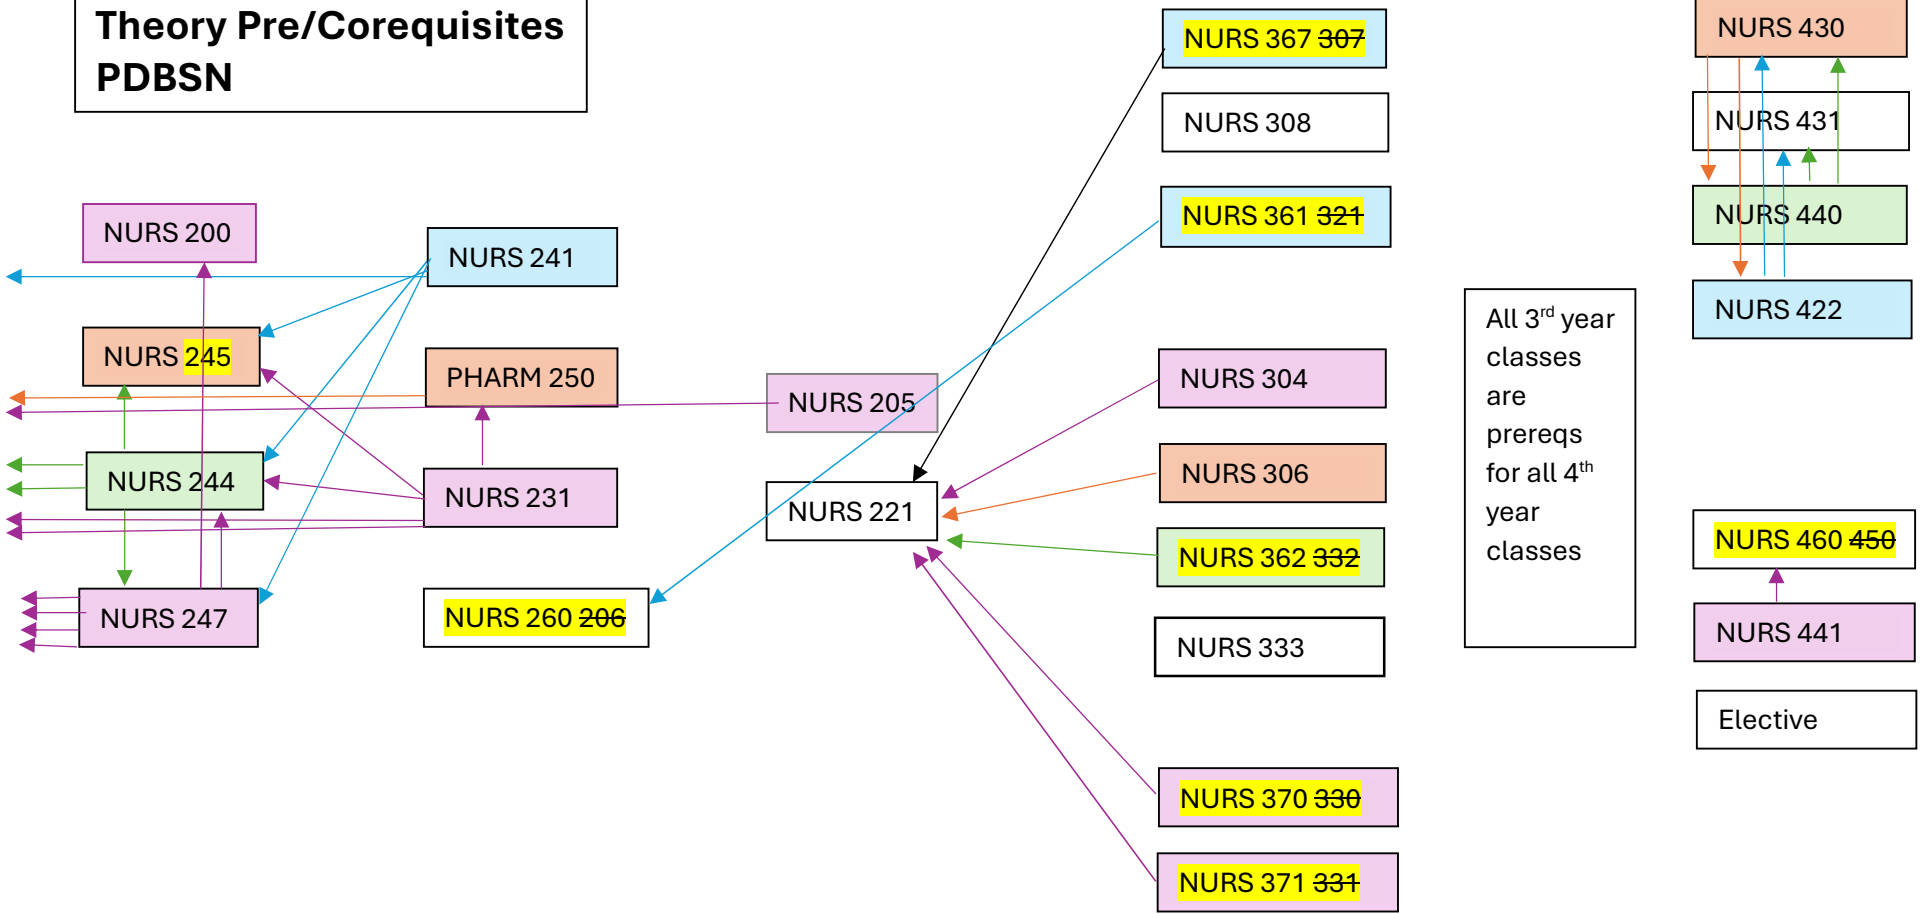 Theory Pre/Corequisites
PDBSN
NURS 200
NURS 245
NURS 244
NURS 247
NURS 241
PHARM 250
NURS 231
NURS 260 206
NURS 205
NURS 221
NURS 367 307
NURS 308
NURS 361 321
NURS 304
NURS 306
NURS 362 332
NURS 333
NURS 370 330
NURS 371 331
All 3rd year
classes
are
prereqs
for all 4th
year
classes
NURS 430
NURS 431
NURS 440
NURS 422
NURS 460 450
NURS 441
Elective